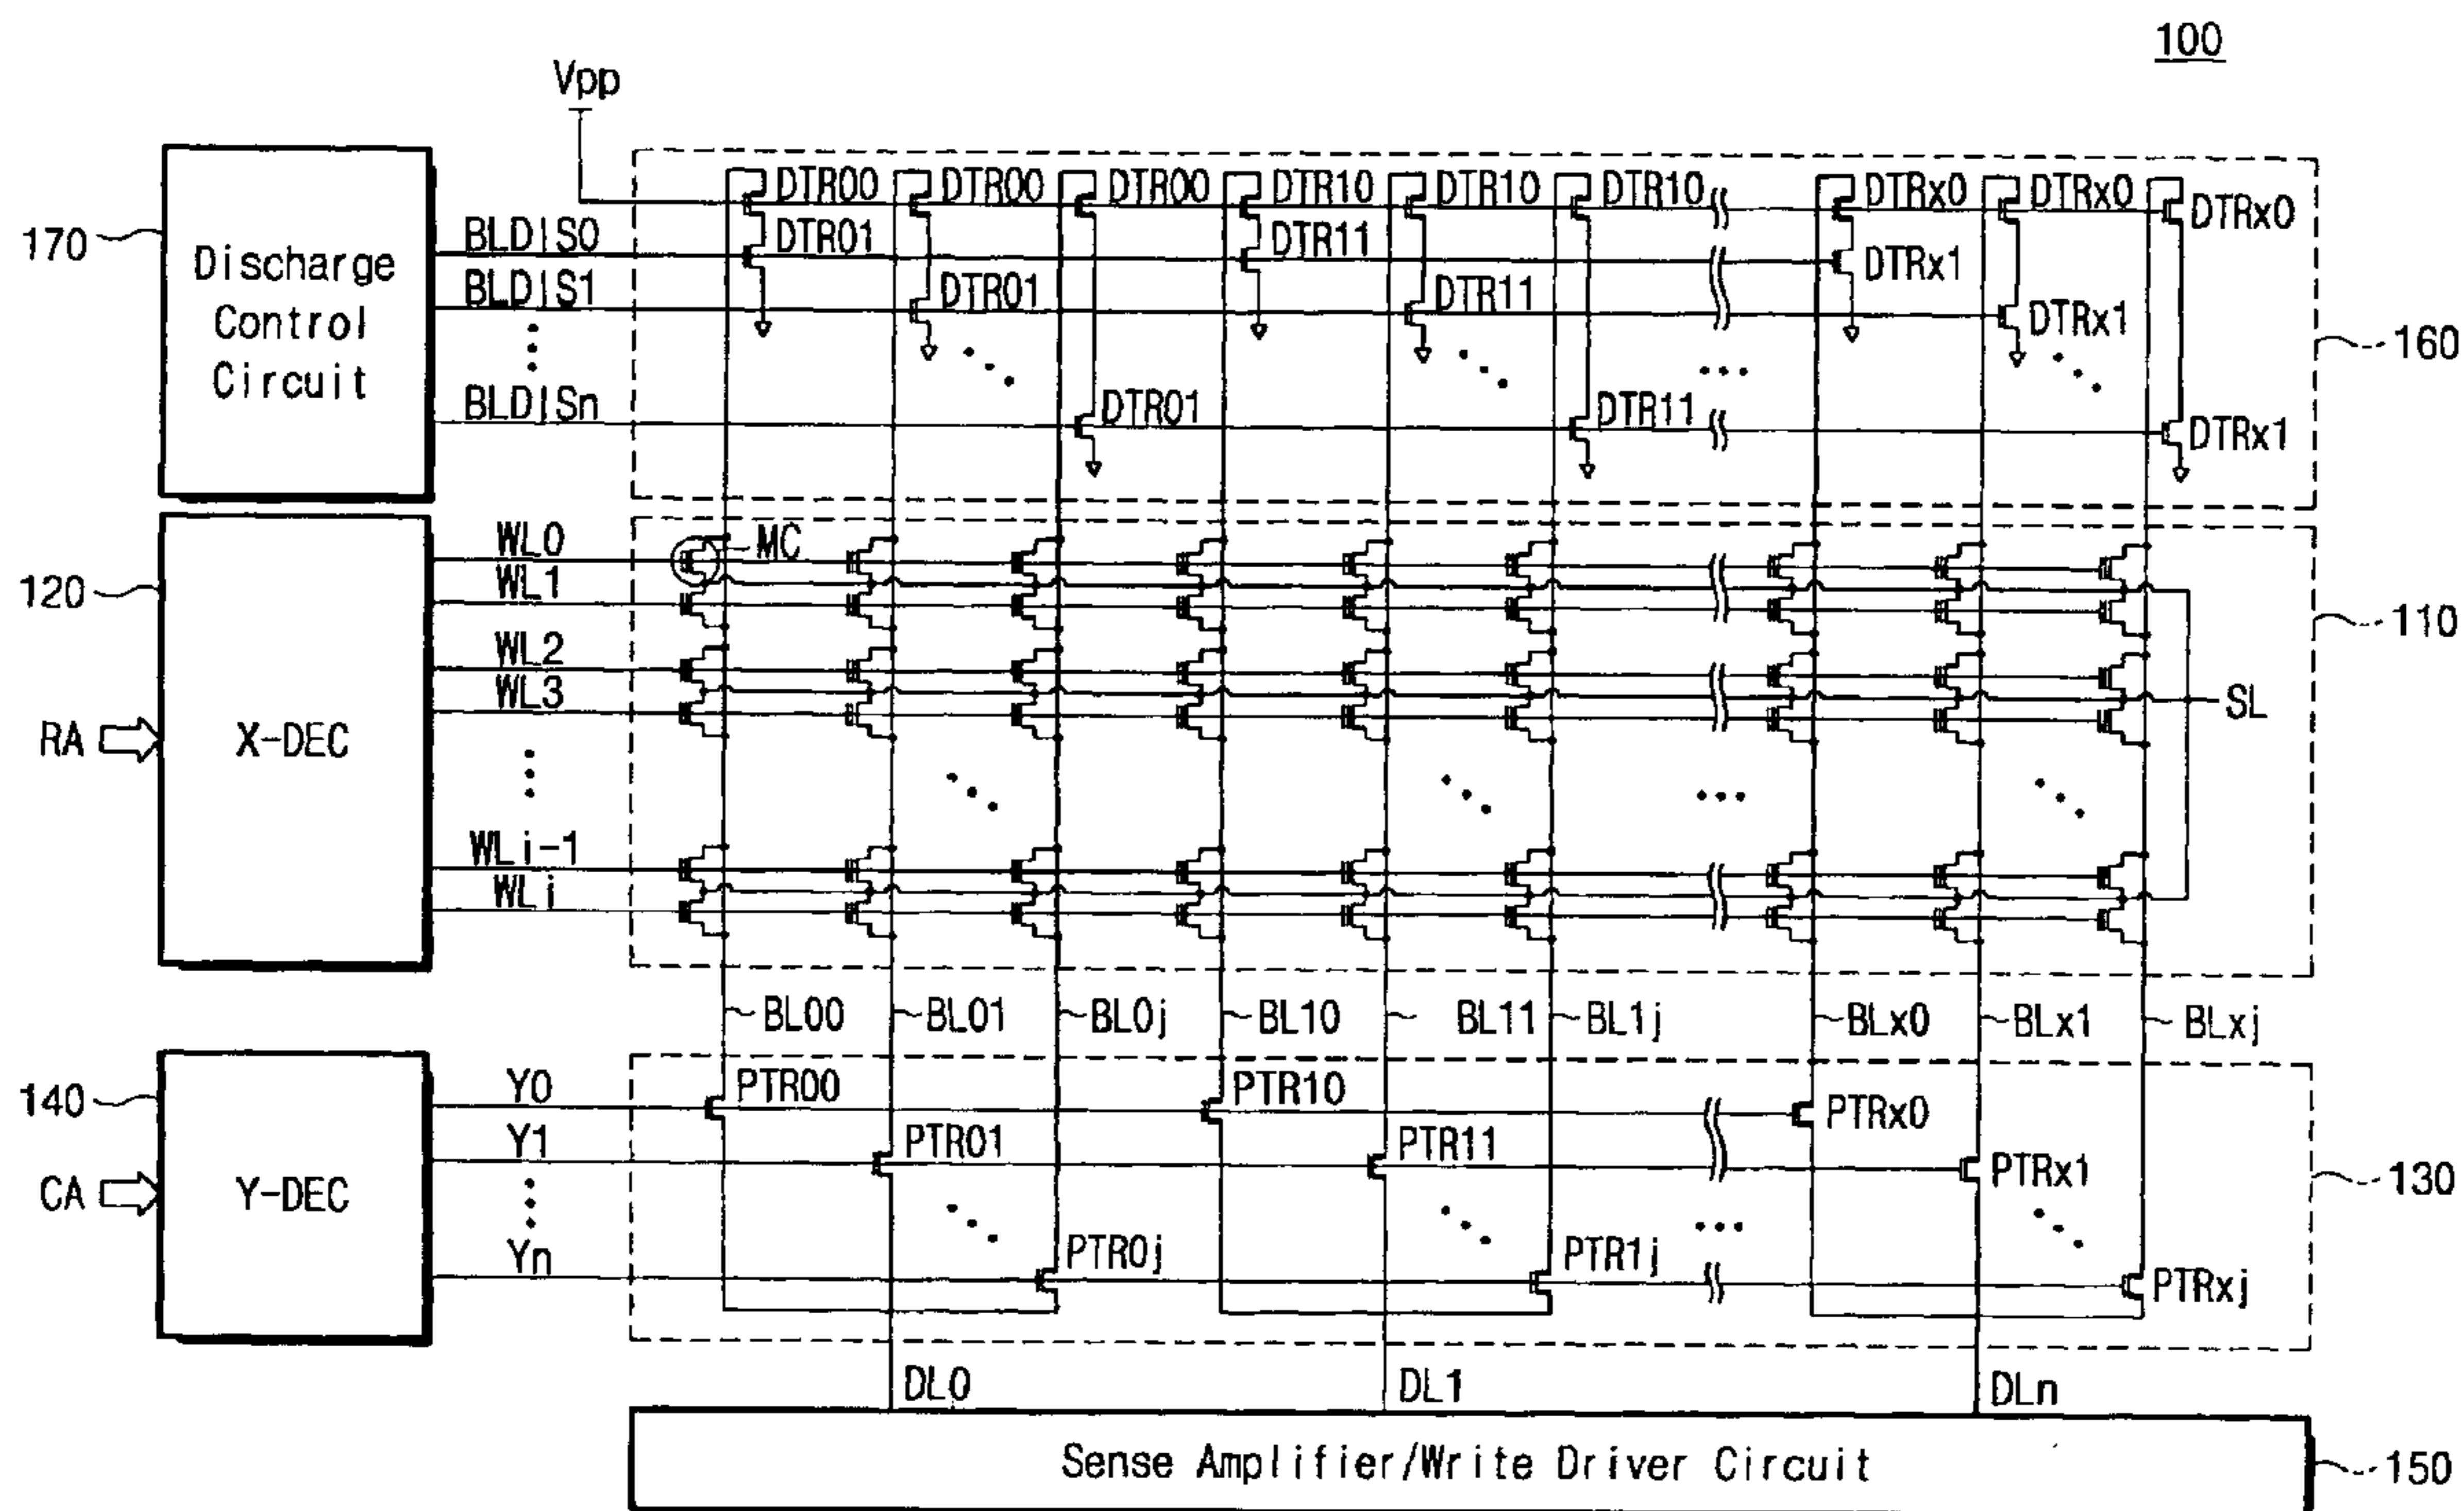 100
Vpp
DTR00 DTR00 DTR00 DTR10 DTR10 DTR10 DTRx0 DTRx0 DTRx0
170
Discharge
Control
Circuit
BLDIS0
DTR01 DTR11 DTRx1
BLDIS1
DTR01 DTR11 DTRx1
160
BLDISn
DTR01 DTR11 DTRx1
WL0
MC
120
WL1
110
WL2
WL3
SL
RA
X-DEC
WLi-1
WLi
BL00 BL01 BL0j BL10 BL11 BL1j BLx0 BLx1 BLxj
140
Y0
PTR00 PTR10 PTRx0
Y1
PTR01 PTR11 PTRx1
CA
Y-DEC
130
Yn
PTR0j PTR1j PTRxj
DL0 DL1 DLn
Sense Amplifier/Write Driver Circuit
150